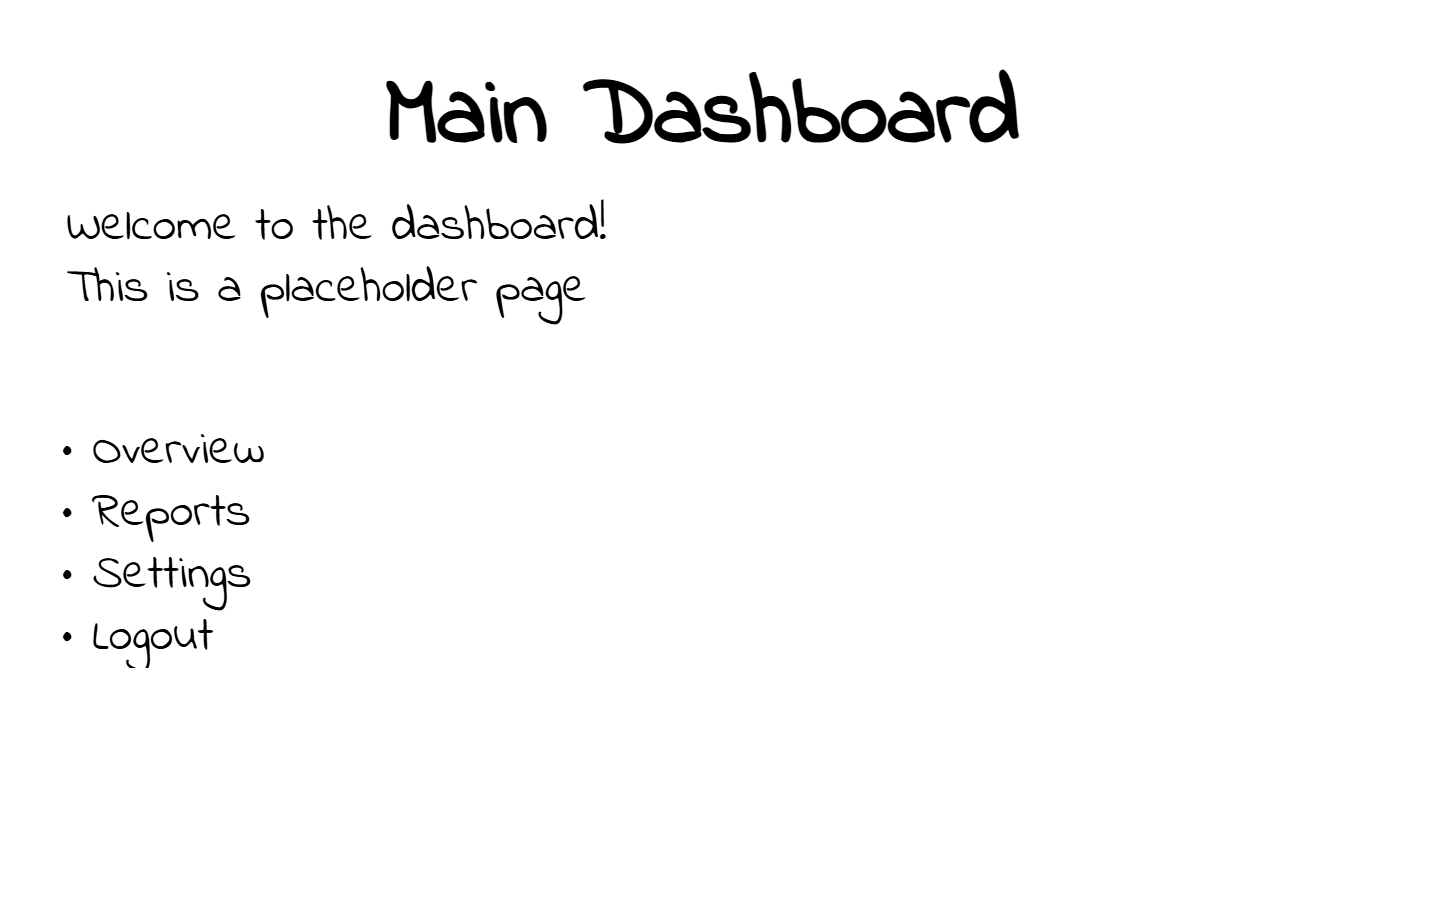 Main Dashboard
Welcome to the dashboard!
This is a placeholder page
• Overview
• Reports
• Settings
• Logout